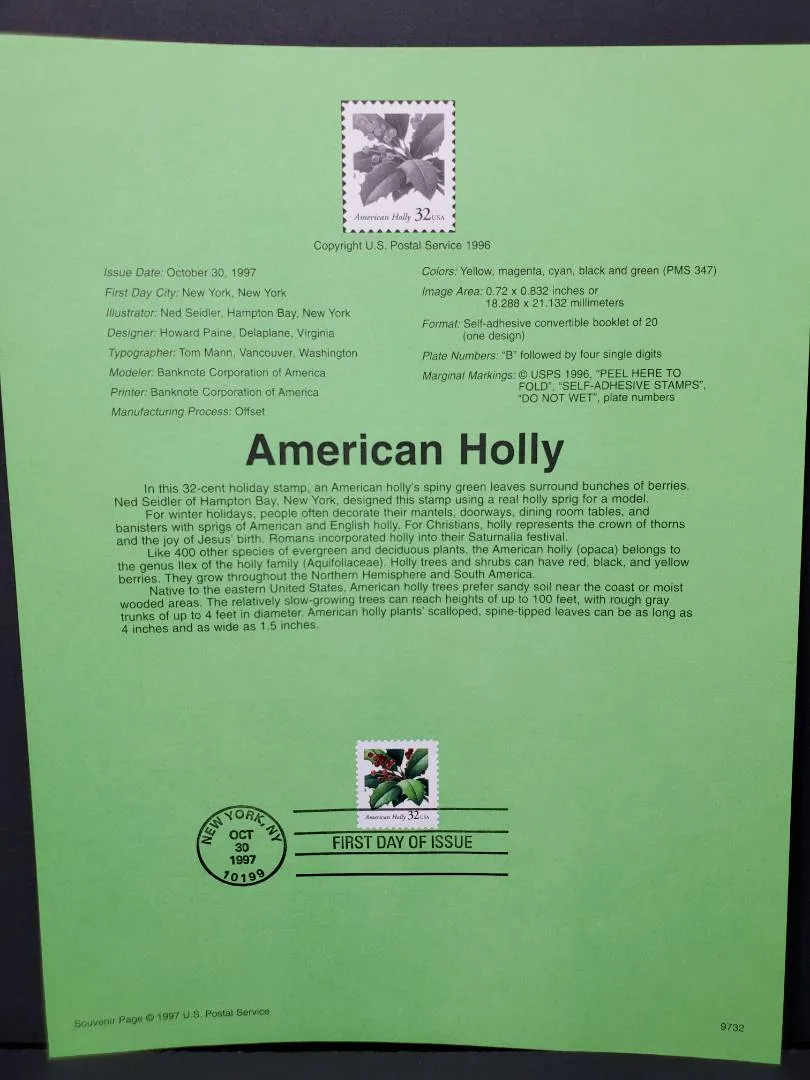 American Holly 32USA
Copyright U.S. Postal Service 1996
Issue Date: October 30, 1997
First Day City: New York, New York
Illustrator: Ned Seidler, Hampton Bay, New York
Designer: Howard Paine, Delaplane, Virginia
Typographer: Tom Mann, Vancouver, Washington
Modeler: Banknote Corporation of America
Printer: Banknote Corporation of America
Manufacturing Process: Offset
Colors: Yellow, magenta, cyan, black and green (PMS 347)
Image Area: 0.72 x 0.832 inches or
18.288 x 21.132 millimeters
Format: Self-adhesive convertible booklet of 20
(one design)
Plate Numbers: "B" followed by four single digits
Marginal Markings: © USPS 1996, "PEEL HERE TO
FOLD", "SELF-ADHESIVE STAMPS",
"DO NOT WET", plate numbers
American Holly
In this 32-cent holiday stamp, an American holly's spiny green leaves surround bunches of berries.
Ned Seidler of Hampton Bay, New York, designed this stamp using a real holly sprig for a model.
For winter holidays, people often decorate their mantels, doorways, dining room tables, and
banisters with sprigs of American and English holly. For Christians, holly represents the crown of thorns
and the joy of Jesus' birth. Romans incorporated holly into their Saturnalia festival.
Like 400 other species of evergreen and deciduous plants, the American holly (opaca) belongs to
the genus Ilex of the holly family (Aquifoliaceae). Holly trees and shrubs can have red, black, and yellow
berries. They grow throughout the Northern Hemisphere and South America.
Native to the eastern United States, American holly trees prefer sandy soil near the coast or moist
wooded areas. The relatively slow-growing trees can reach heights of up to 100 feet, with rough gray
trunks of up to 4 feet in diameter. American holly plants' scalloped, spine-tipped leaves can be as long as
4 inches and as wide as 1.5 inches.
American Holly 32USA
NEW YORK, NY
OCT
30
1997
10199
FIRST DAY OF ISSUE
Souvenir Page © 1997 U.S. Postal Service
9732